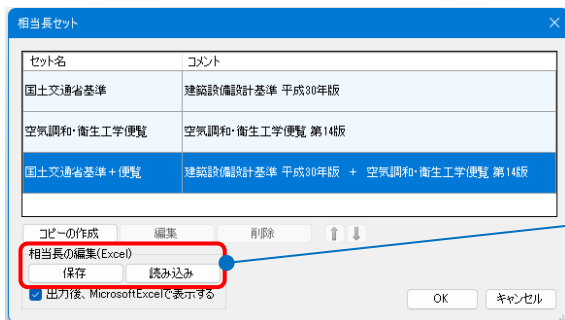 相当長セット
セット名 コメント
国土交通省基準 建築設備設計基準 平成30年版
空気調和・衛生工学便覧 空気調和・衛生工学便覧 第14版
国土交通省基準+便覧 建築設備設計基準 平成30年版 + 空気調和・衛生工学便覧 第14版
コピーの作成 編集 削除
相当長の編集(Excel)
保存 読み込み
出力後、MicrosoftExcelで表示する
OK キャンセル